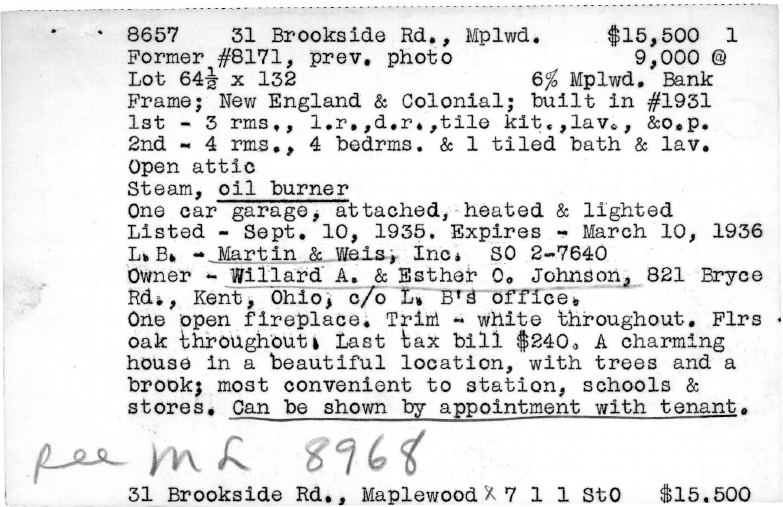 8657 31 Brookside Rd., Mplwd. $15,500 1
Former #8171, prev. photo 9,000 @
Lot 64½ x 132 6% Mplwd. Bank
Frame; New England & Colonial; built in #1931
1st - 3 rms., l.r.,d.r.,tile kit.,lav., &o.p.
2nd - 4 rms., 4 bedrms. & 1 tiled bath & lav.
Open attic
Steam, oil burner
One car garage, attached, heated & lighted
Listed - Sept. 10, 1935. Expires - March 10, 1936
L.B. - Martin & Weis, Inc. SO 2-7640
Owner - Willard A. & Esther O. Johnson, 821 Bryce
Rd., Kent, Ohio, c/o L. B's office.
One open fireplace. Trim - white throughout. Flrs
oak throughout. Last tax bill $240. A charming
house in a beautiful location, with trees and a
brook; most convenient to station, schools &
stores. Can be shown by appointment with tenant.
see ML 8968
31 Brookside Rd., Maplewood x 7 1 1 StO $15.500